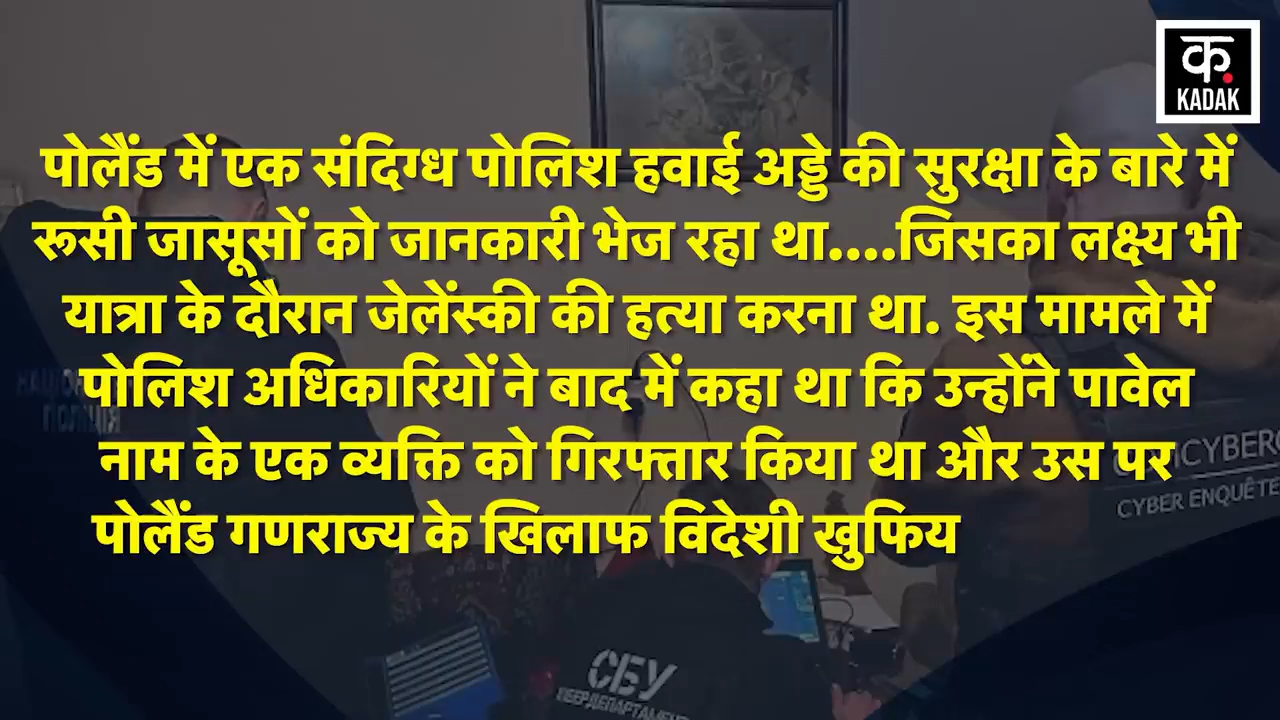 क.
KADAK
पोलैंड में एक संदिग्ध पोलिश हवाई अड्डे की सुरक्षा के बारे में
रूसी जासूसों को जानकारी भेज रहा था....जिसका लक्ष्य भी
यात्रा के दौरान जेलेंस्की की हत्या करना था. इस मामले में
पोलिश अधिकारियों ने बाद में कहा था कि उन्होंने पावेल
नाम के एक व्यक्ति को गिरफ्तार किया था और उस पर
पोलैंड गणराज्य के खिलाफ विदेशी खुफिय
ПОЛІЦІЯ
CYBER ENQUÊTE
СБУ